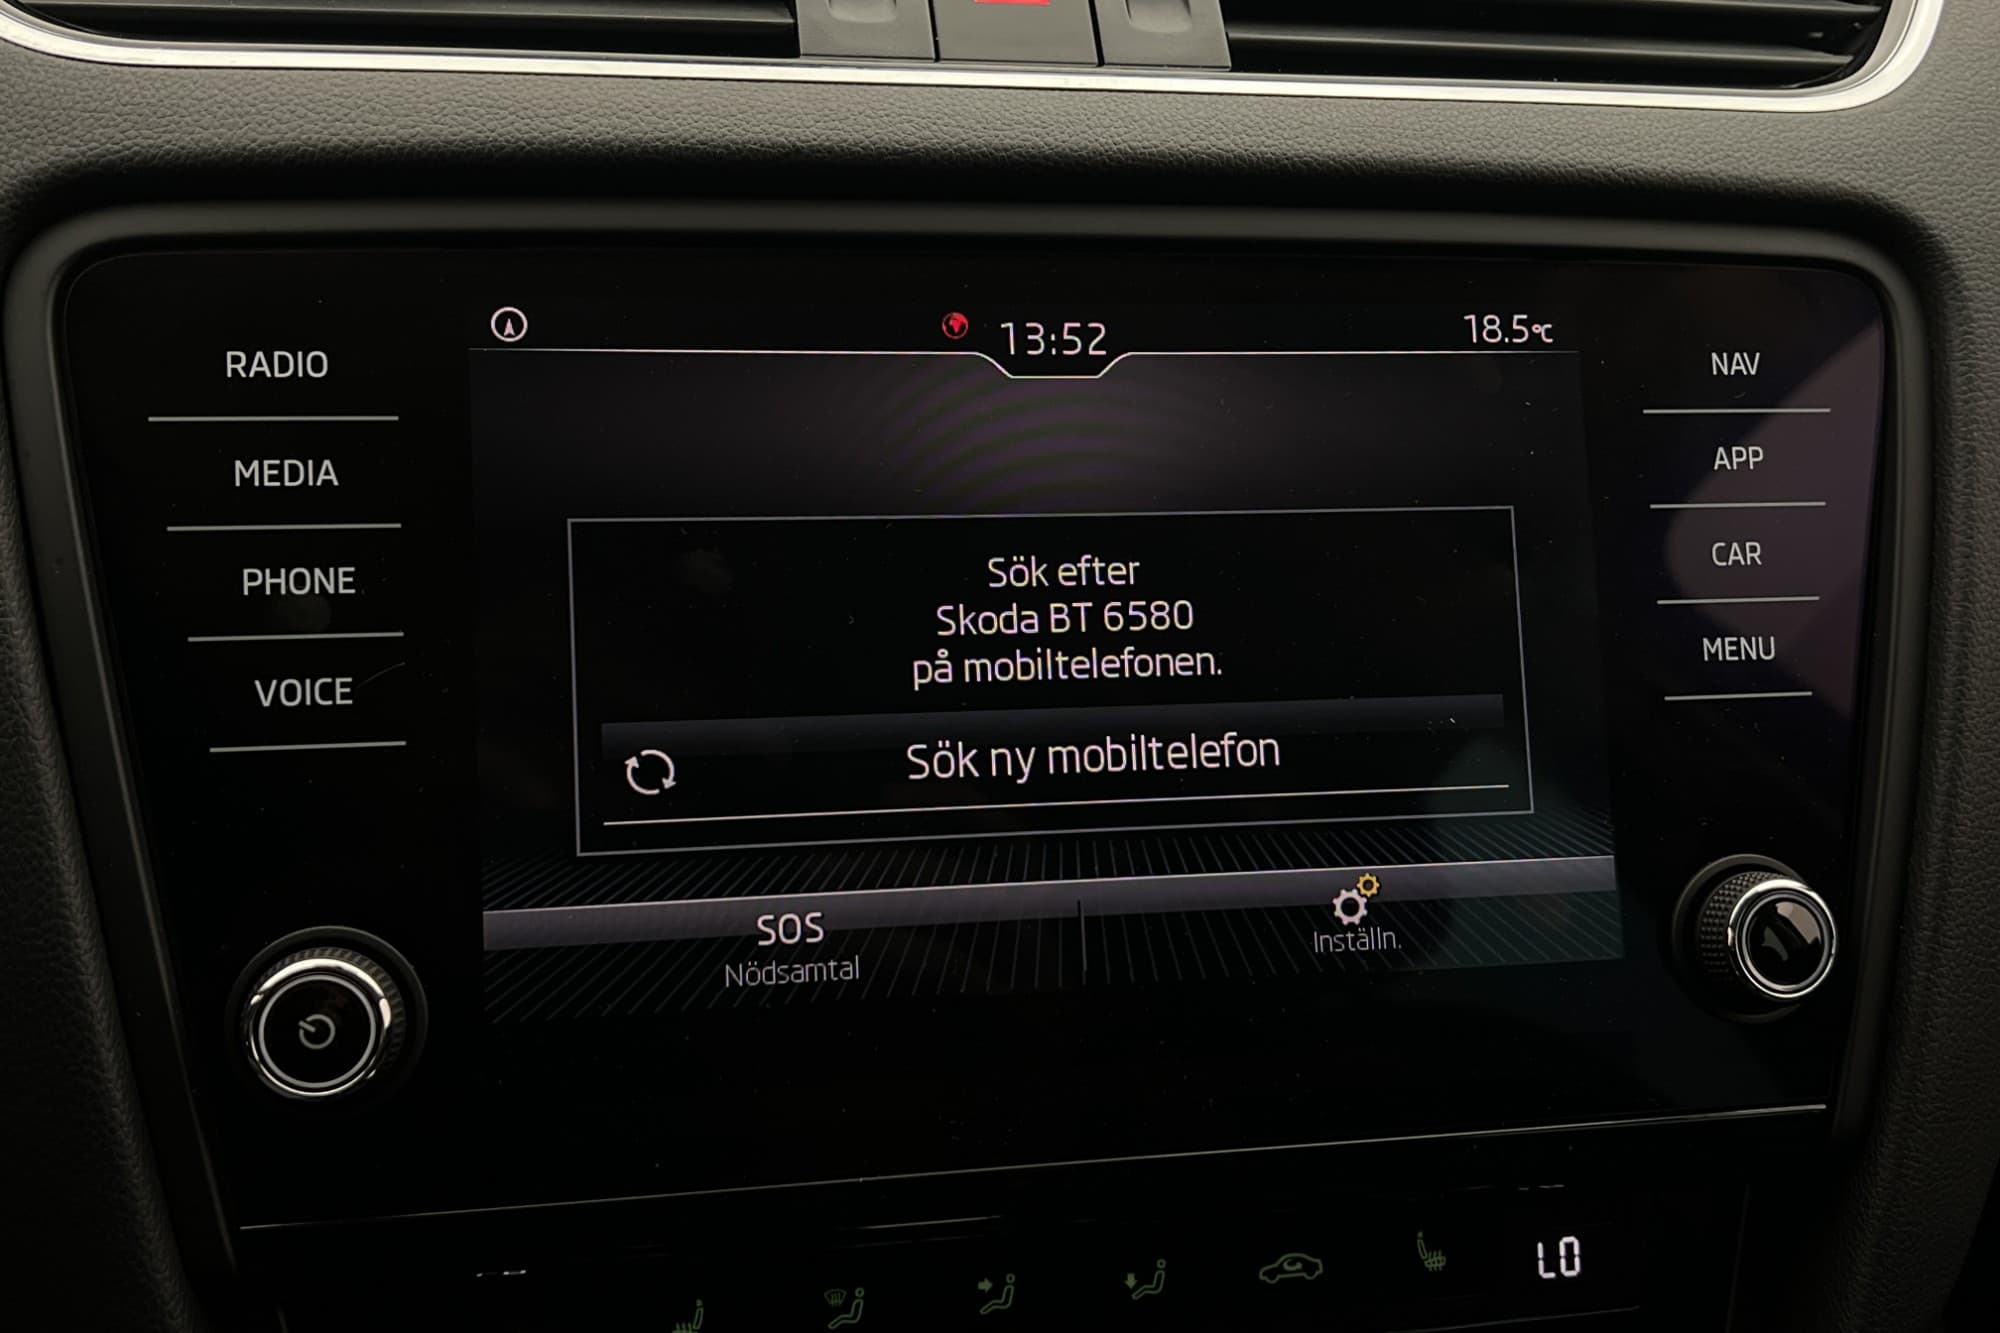 13:52
18.5°C
RADIO
MEDIA
PHONE
VOICE
NAV
APP
CAR
MENU
Sök efter
Skoda BT 6580
på mobiltelefonen.
Sök ny mobiltelefon
SOS
Nödsamtal
Inställn.
LO